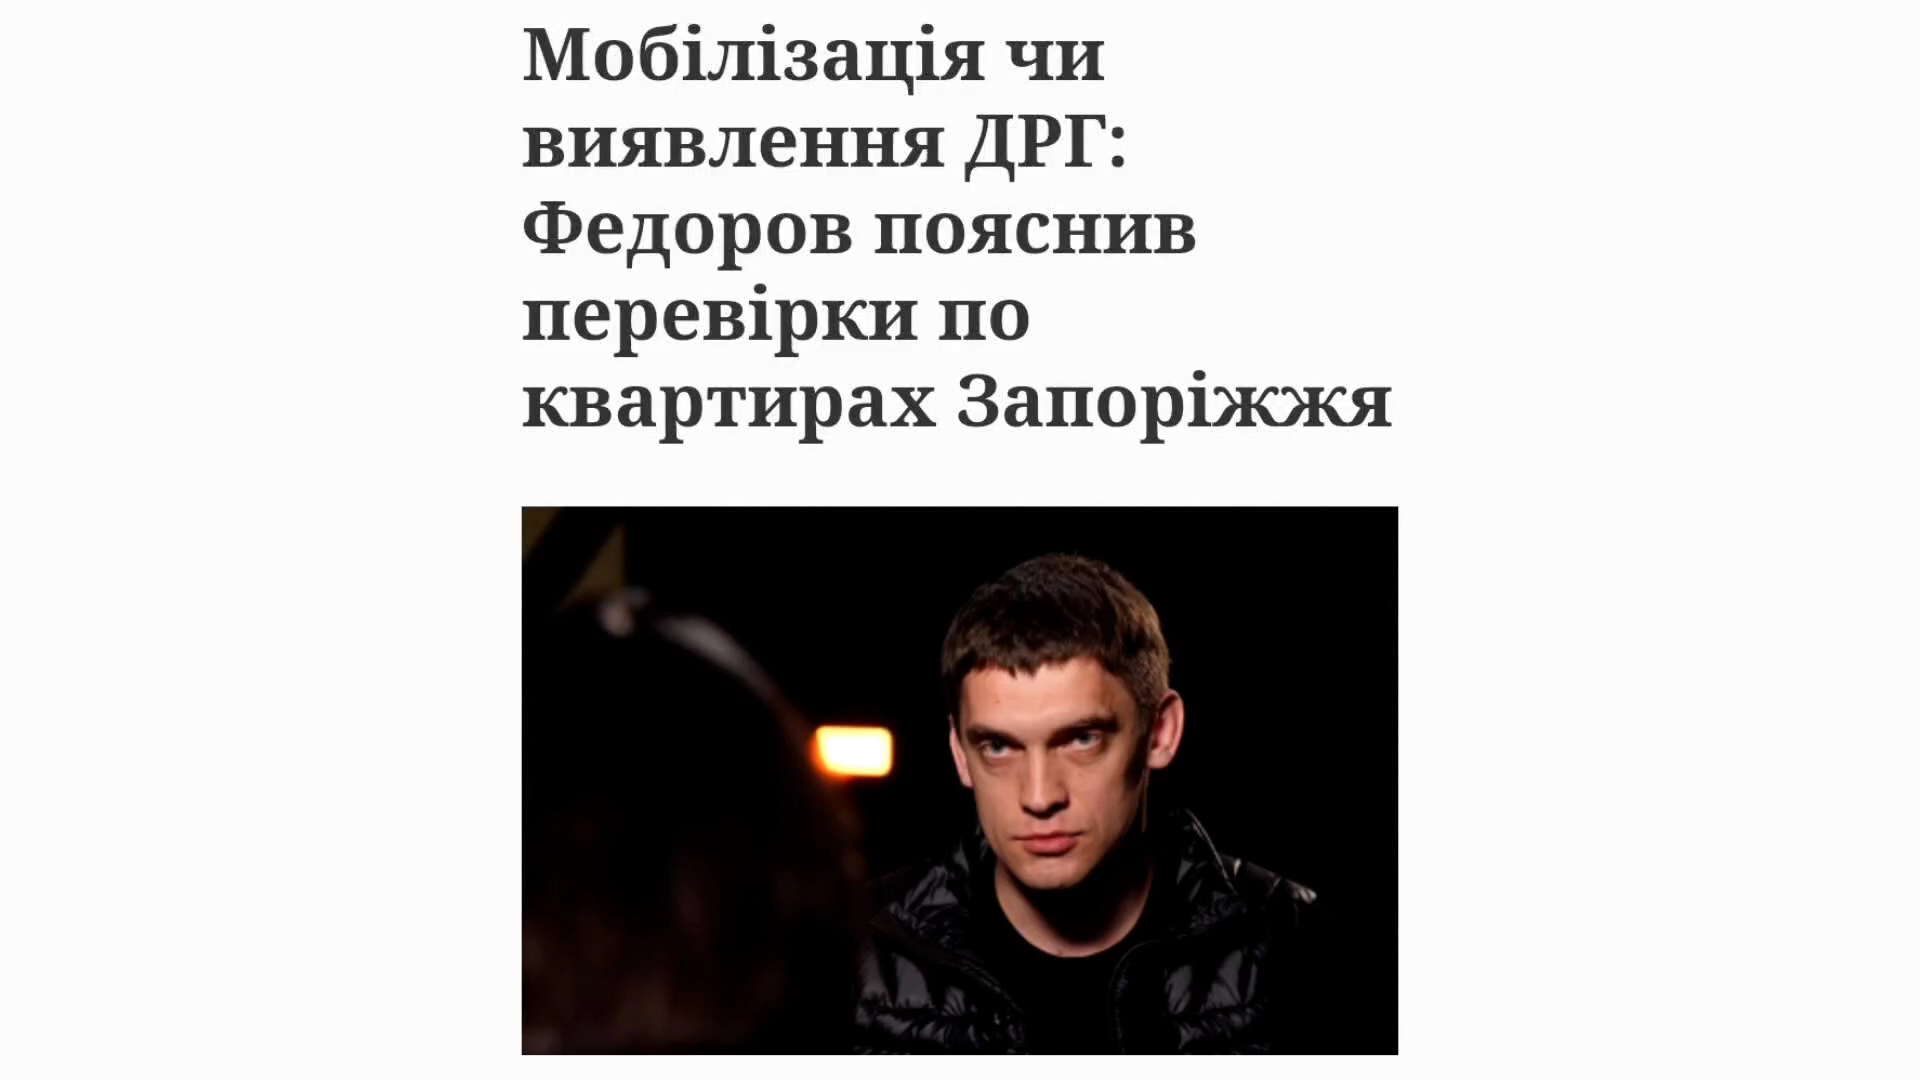 Мобілізація чи
виявлення ДРГ:
Федоров пояснив
перевірки по
квартирах Запоріжжя